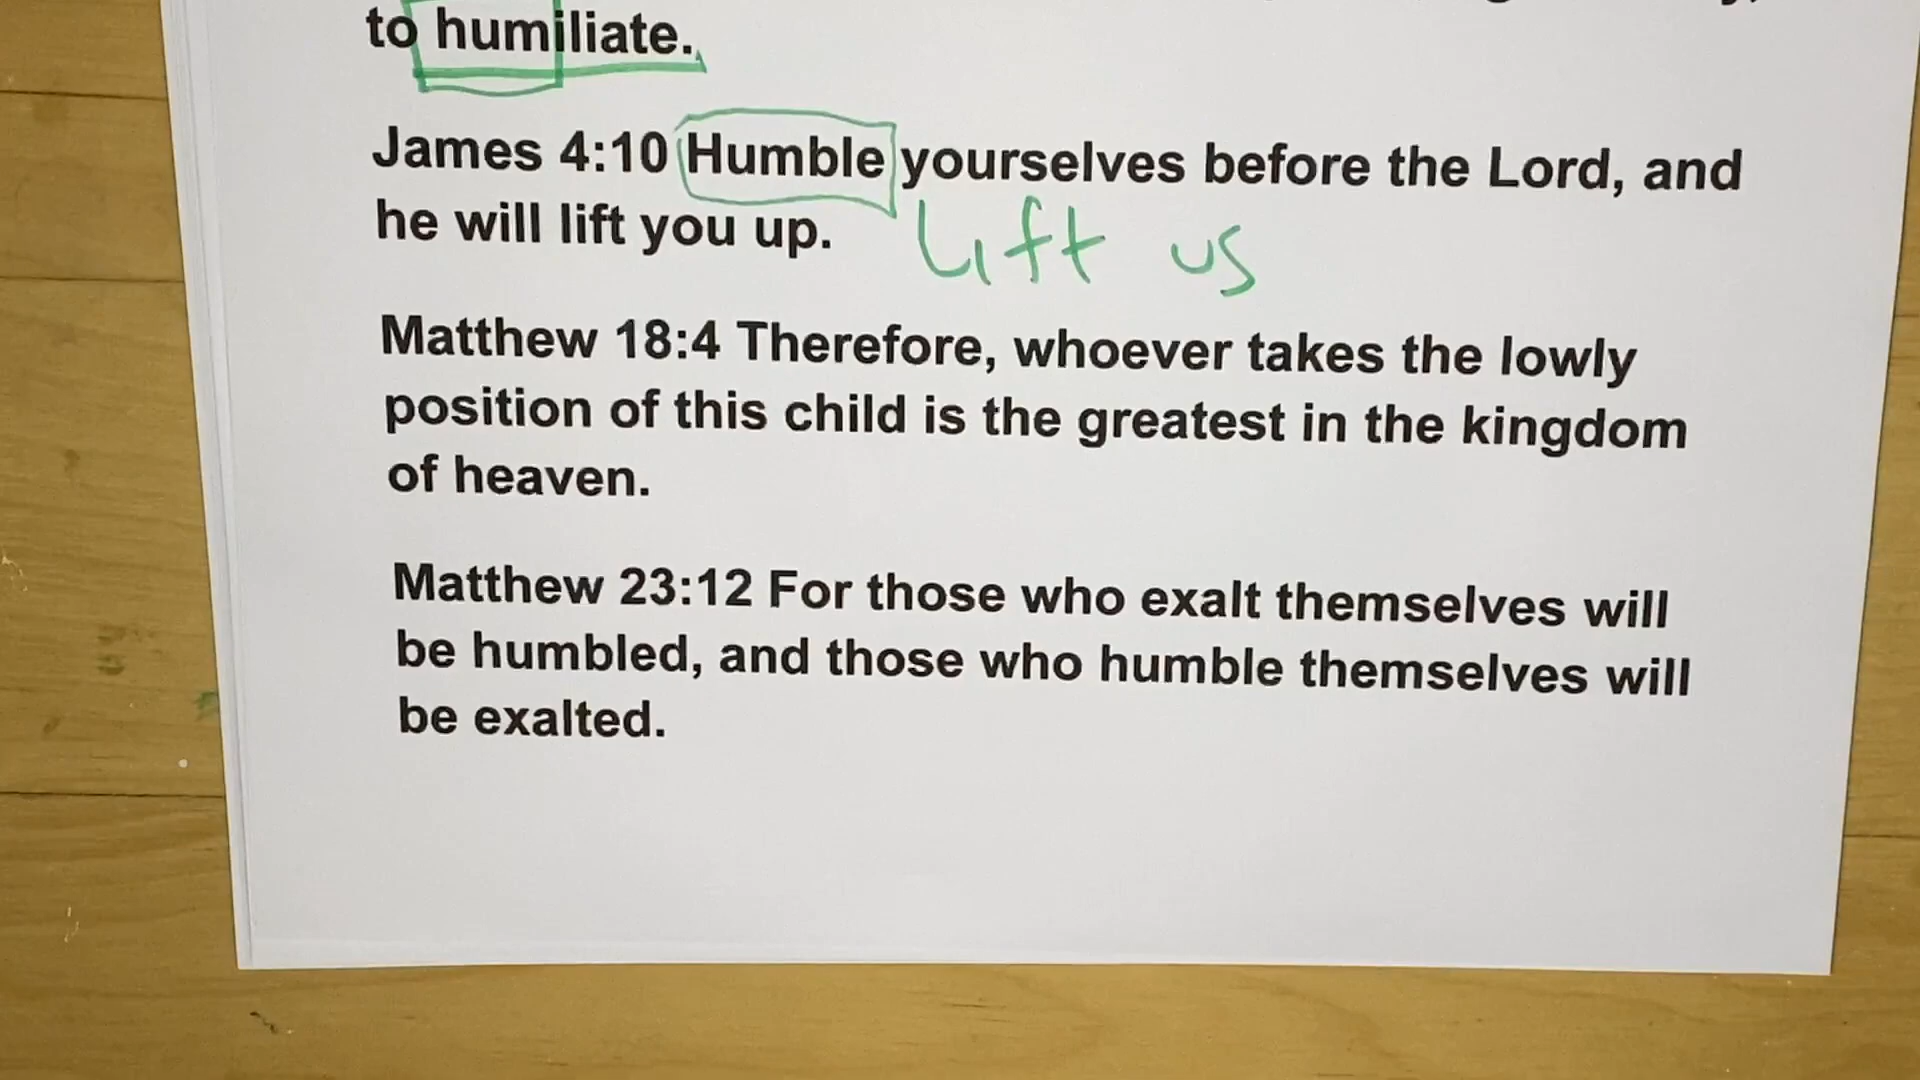 to humiliate.
James 4:10 Humble yourselves before the Lord, and
he will lift you up.
Lift us
Matthew 18:4 Therefore, whoever takes the lowly
position of this child is the greatest in the kingdom
of heaven.
Matthew 23:12 For those who exalt themselves will
be humbled, and those who humble themselves will
be exalted.